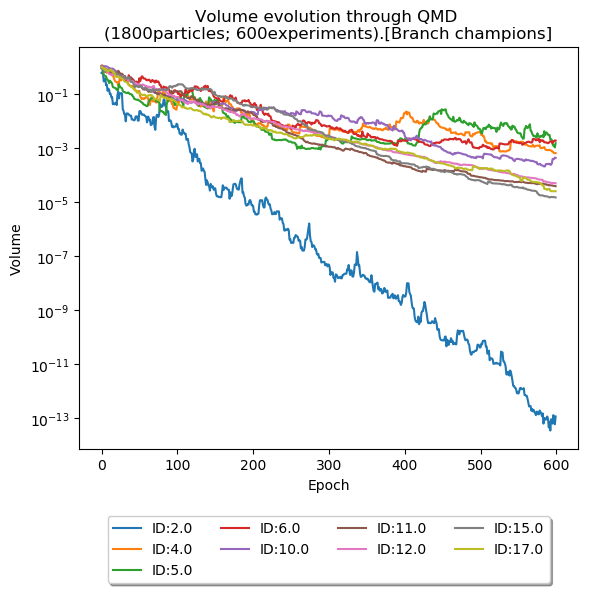 Volume evolution through QMD
(1800particles; 600experiments).[Branch champions]
Volume
10⁻¹
10⁻³
10⁻⁵
10⁻⁷
10⁻⁹
10⁻¹¹
10⁻¹³
0 100 200 300 400 500 600
Epoch
ID:2.0 ID:6.0 ID:11.0 ID:15.0
ID:4.0 ID:10.0 ID:12.0 ID:17.0
ID:5.0